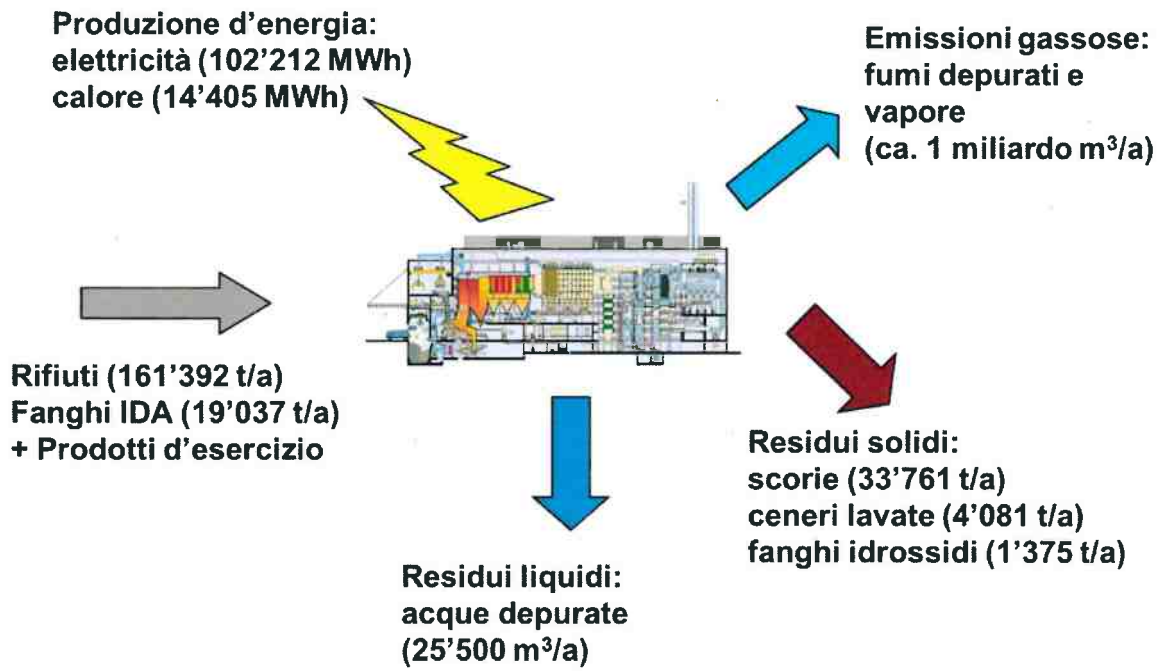 Produzione d'energia:
elettricità (102'212 MWh)
calore (14'405 MWh)
Emissioni gassose:
fumi depurati e
vapore
(ca. 1 miliardo m³/a)
Rifiuti (161'392 t/a)
Fanghi IDA (19'037 t/a)
+ Prodotti d'esercizio
Residui solidi:
scorie (33'761 t/a)
ceneri lavate (4'081 t/a)
fanghi idrossidi (1'375 t/a)
Residui liquidi:
acque depurate
(25'500 m³/a)